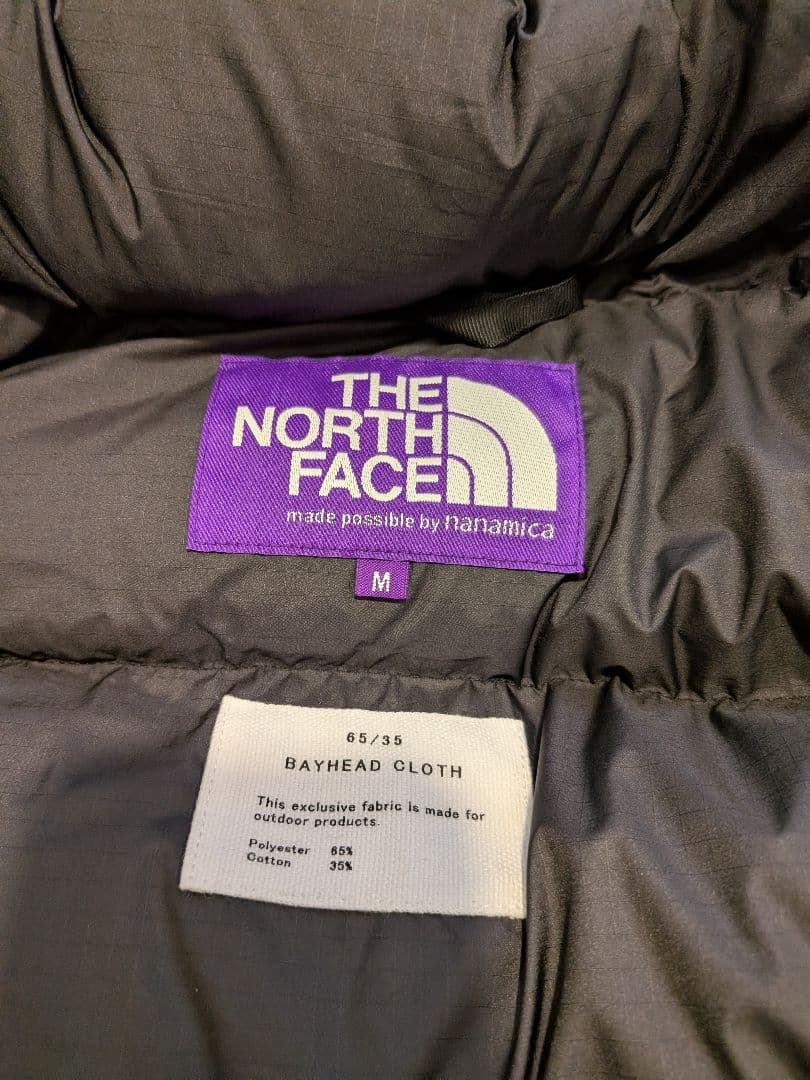 THE
NORTH
FACE
made possible by nanamica
M
65/35
BAYHEAD CLOTH
This exclusive fabric is made for
outdoor products.
Polyester 65%
Cotton 35%